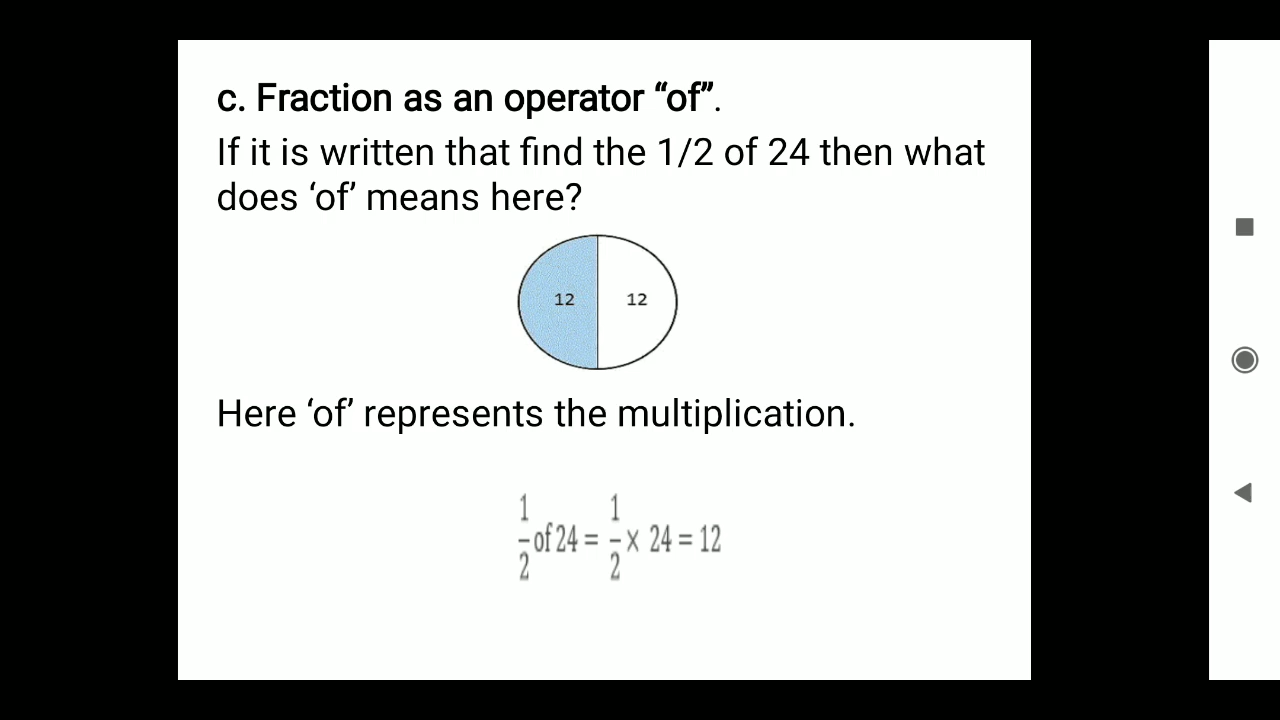 c. Fraction as an operator “of”.
If it is written that find the 1/2 of 24 then what
does ‘of’ means here?
12 12
Here ‘of’ represents the multiplication.
1/2 of 24 = 1/2 × 24 = 12